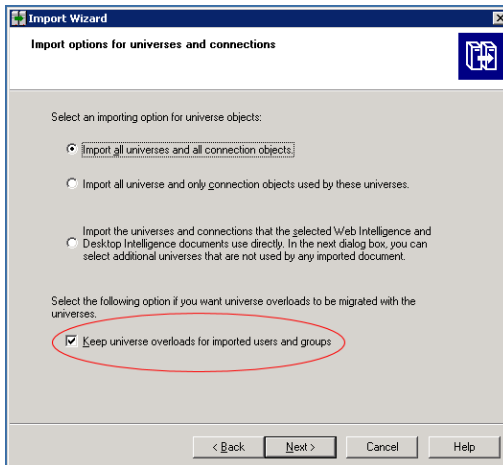 Import Wizard
Import options for universes and connections
Select an importing option for universe objects:
Import all universes and all connection objects.
Import all universe and only connection objects used by these universes.
Import the universes and connections that the selected Web Intelligence and
Desktop Intelligence documents use directly. In the next dialog box, you can
select additional universes that are not used by any imported document.
Select the following option if you want universe overloads to be migrated with the
universes.
Keep universe overloads for imported users and groups
< Back
Next >
Cancel
Help